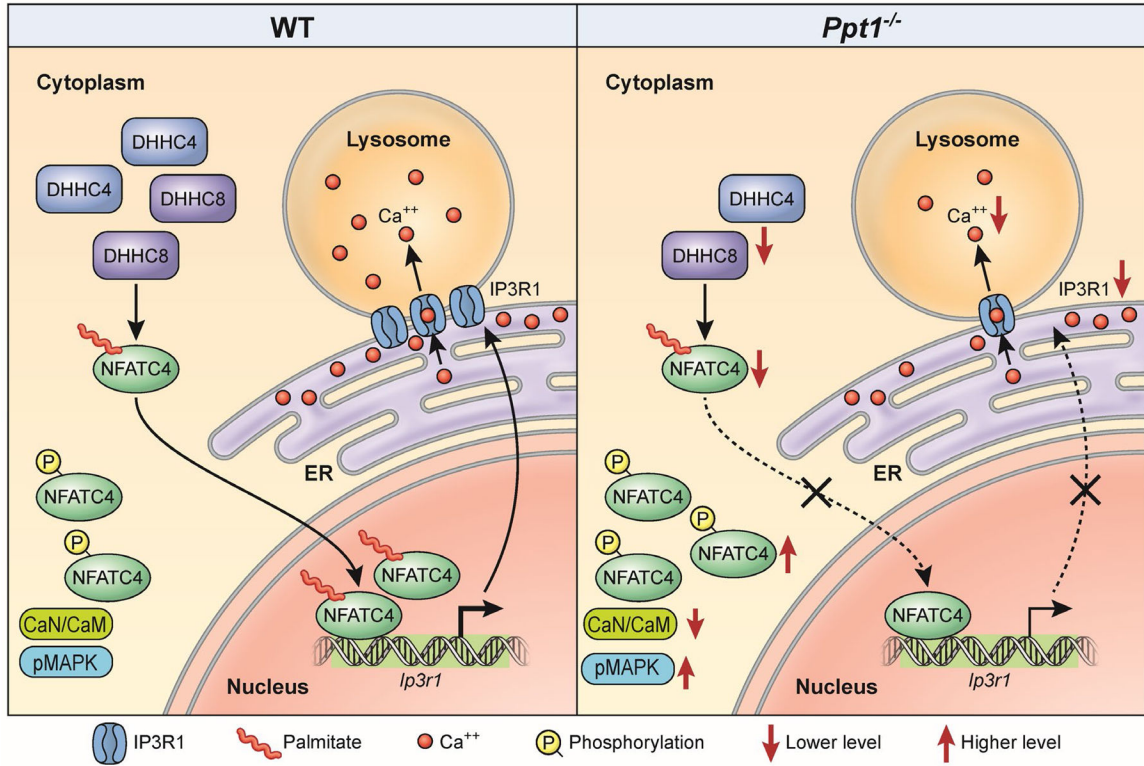 WT
Ppt1-/-
Cytoplasm
DHHC4
DHHC4
DHHC8
DHHC8
NFATC4
Lysosome
Ca++
IP3R1
ER
P
NFATC4
P
NFATC4
CaN/CaM
pMAPK
NFATC4
NFATC4
Ip3r1
Nucleus
Cytoplasm
DHHC4
DHHC8
NFATC4
Lysosome
Ca++
IP3R1
ER
P
NFATC4
P
NFATC4
P
NFATC4
CaN/CaM
pMAPK
NFATC4
Ip3r1
Nucleus
IP3R1
Palmitate
Ca++
P Phosphorylation
Lower level
Higher level